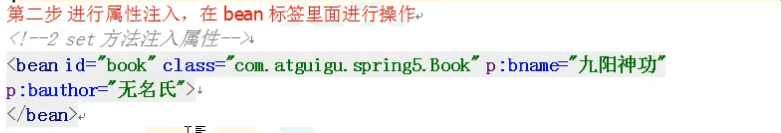 第二步 进行属性注入，在 bean 标签里面进行操作
<!--2 set 方法注入属性-->
<bean id="book" class="com.atguigu.spring5.Book" p:bname="九阳神功"
p:bauthor="无名氏">
</bean>